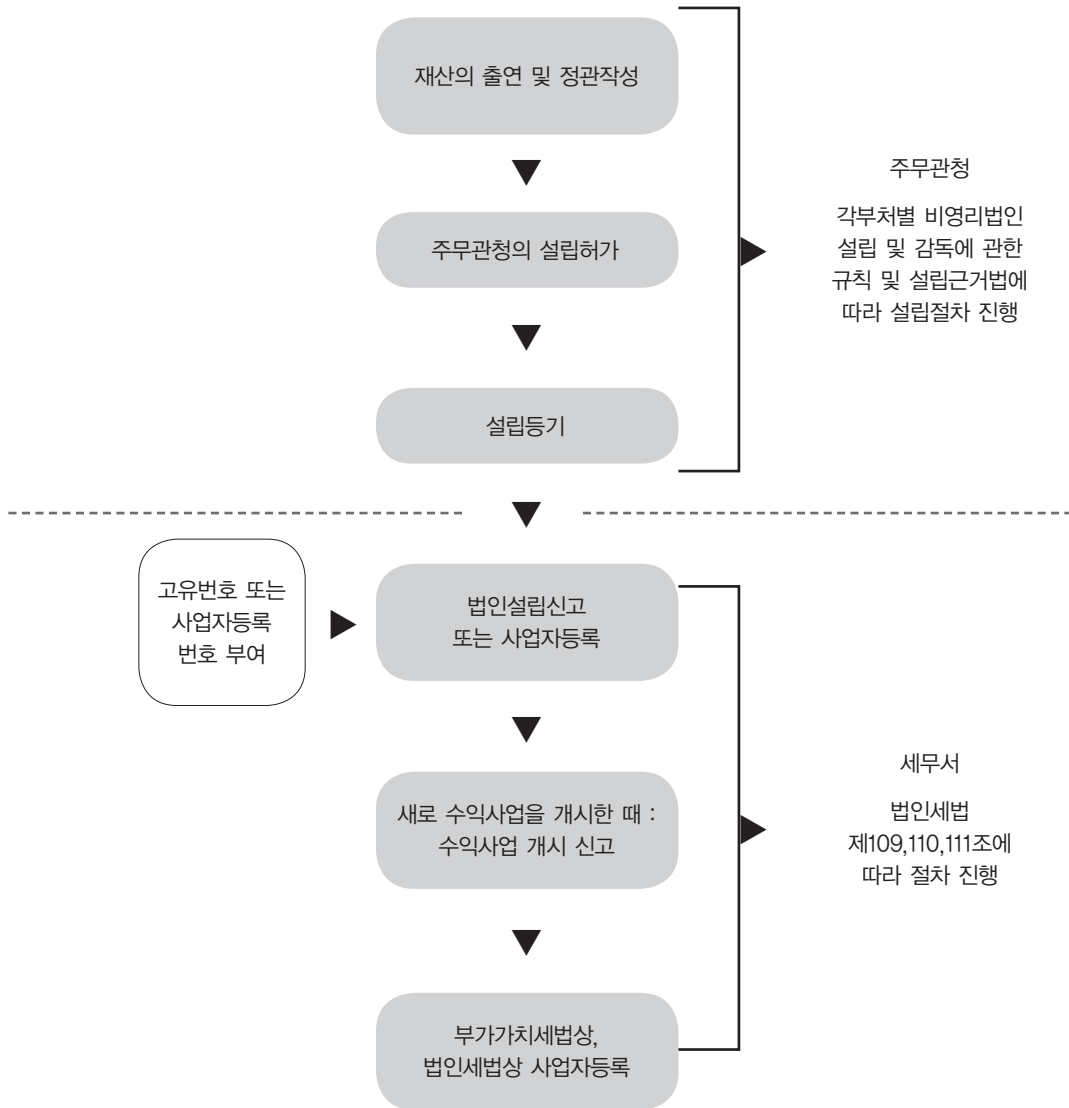 재산의 출연 및 정관작성
주무관청의 설립허가
설립등기
주무관청
각부처별 비영리법인
설립 및 감독에 관한
규칙 및 설립근거법에
따라 설립절차 진행
고유번호 또는
사업자등록
번호 부여
법인설립신고
또는 사업자등록
새로 수익사업을 개시한 때 :
수익사업 개시 신고
부가가치세법상,
법인세법상 사업자등록
세무서
법인세법
제109,110,111조에
따라 절차 진행